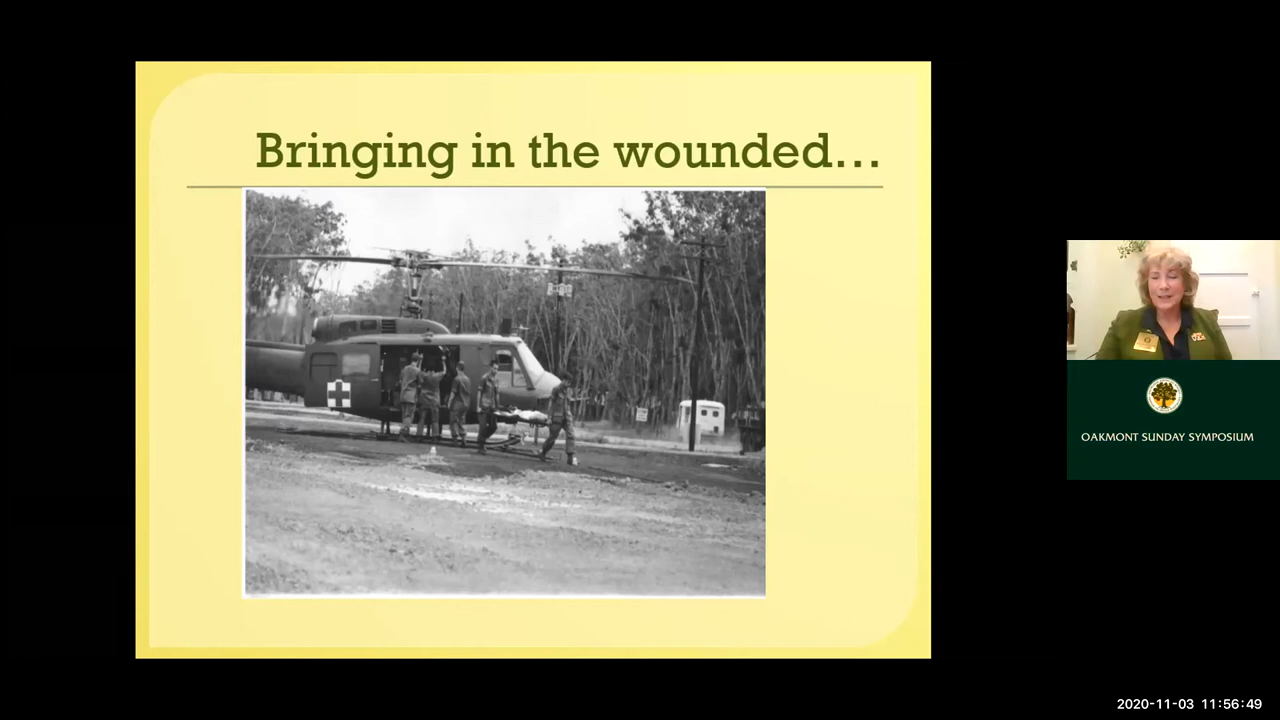 Bringing in the wounded...
OAKMONT SUNDAY SYMPOSIUM
2020-11-03 11:56:49